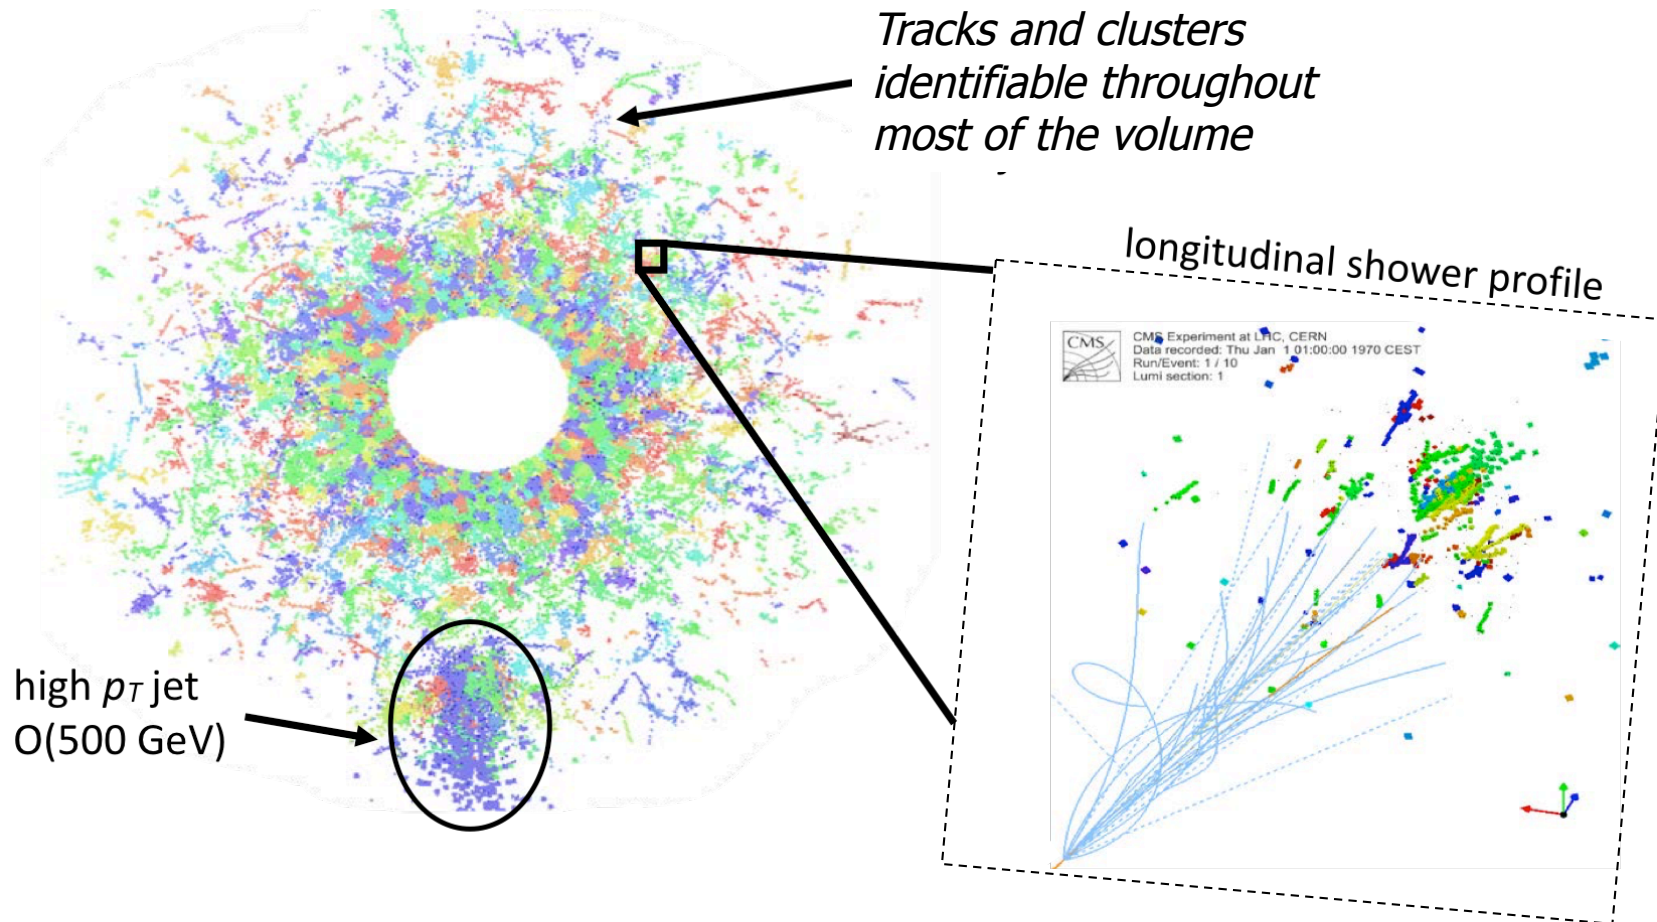 Tracks and clusters
identifiable throughout
most of the volume
longitudinal shower profile
CMS
CMS Experiment at LHC, CERN
Data recorded: Thu Jan 1 01:00:00 1970 CEST
Run/Event: 1 / 10
Lumi section: 1
high pT jet
O(500 GeV)